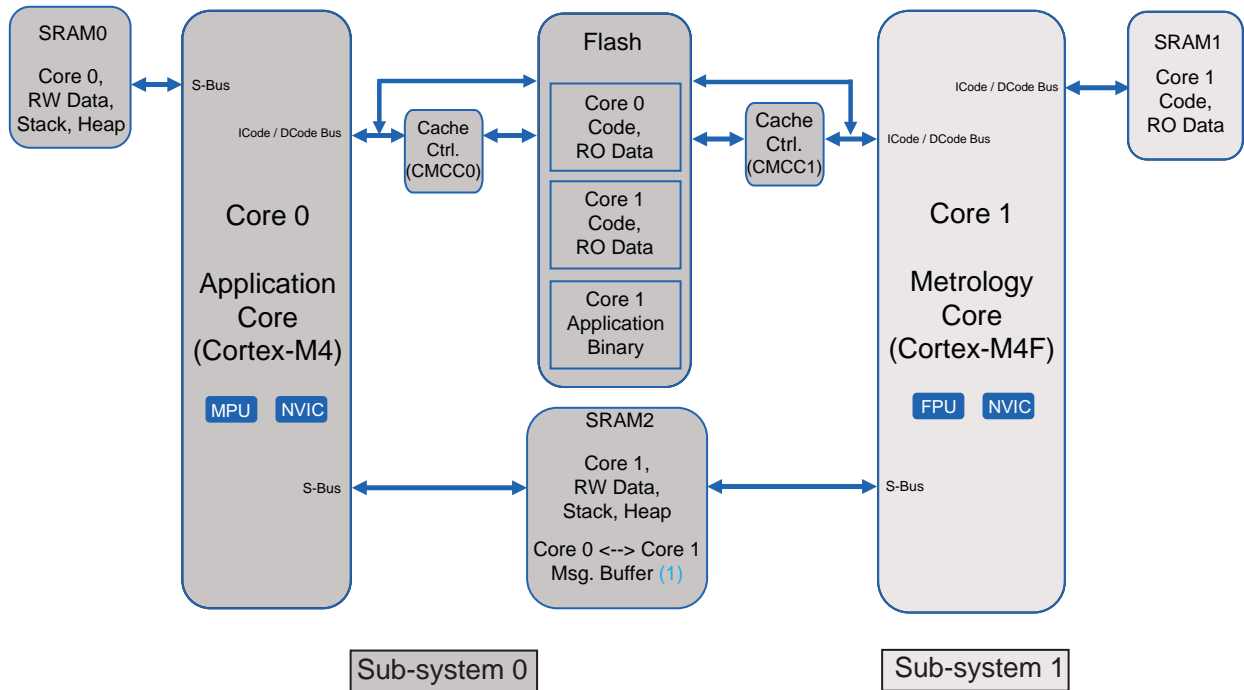 SRAM0
Core 0,
RW Data,
Stack, Heap
S-Bus
ICode / DCode Bus
Core 0
Application
Core
(Cortex-M4)
MPU
NVIC
S-Bus
Cache
Ctrl.
(CMCC0)
Flash
Core 0
Code,
RO Data
Core 1
Code,
RO Data
Core 1
Application
Binary
Cache
Ctrl.
(CMCC1)
SRAM2
Core 1,
RW Data,
Stack, Heap
Core 0 <--> Core 1
Msg. Buffer (1)
ICode / DCode Bus
ICode / DCode Bus
Core 1
Metrology
Core
(Cortex-M4F)
FPU
NVIC
S-Bus
SRAM1
Core 1
Code,
RO Data
Sub-system 0
Sub-system 1